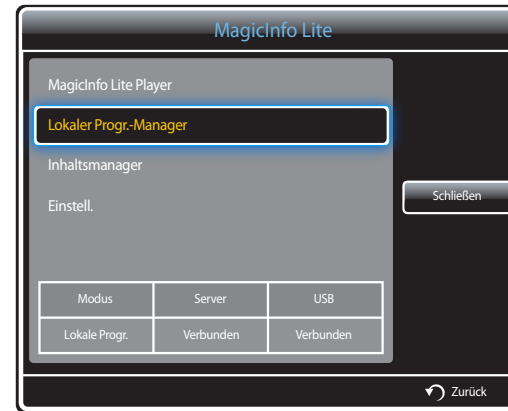 MagicInfo Lite
MagicInfo Lite Player
Lokaler Progr.-Manager
Inhaltsmanager
Einstell.
Schließen
Modus Server USB
Lokale Progr. Verbunden Verbunden
Zurück